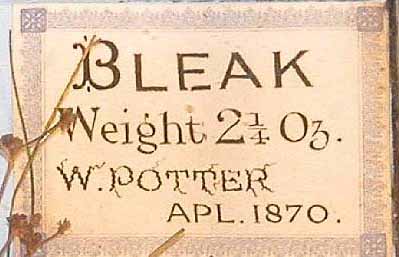 BLEAK
Weight 2¼ Oz.
W. POTTER
APL. 1870.